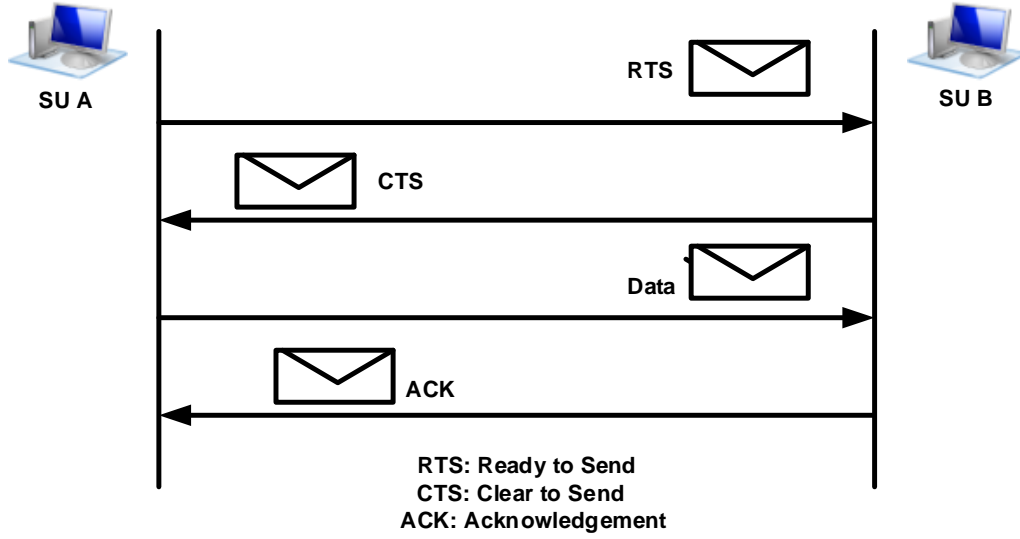 RTS
SU A
SU B
CTS
Data
ACK
RTS: Ready to Send
CTS: Clear to Send
ACK: Acknowledgement